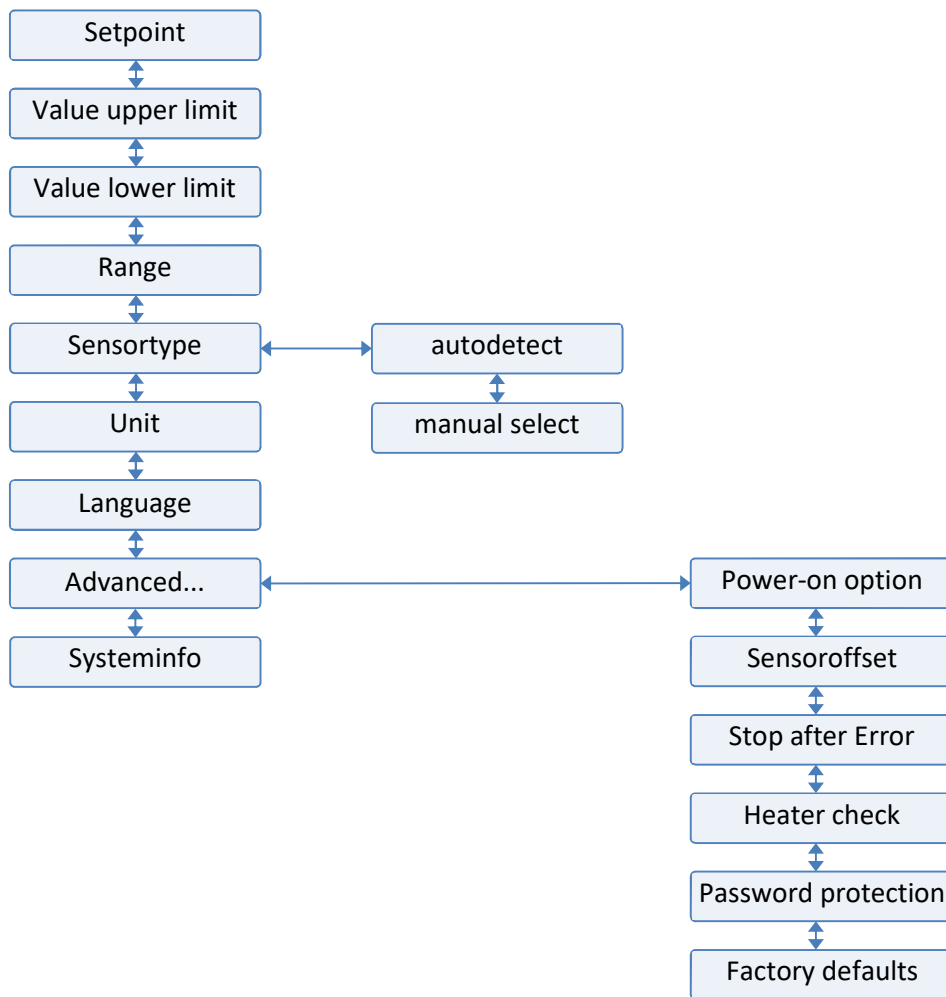 Setpoint
Value upper limit
Value lower limit
Range
Sensortype
autodetect
Unit
manual select
Language
Advanced...
Power-on option
Systeminfo
Sensoroffset
Stop after Error
Heater check
Password protection
Factory defaults